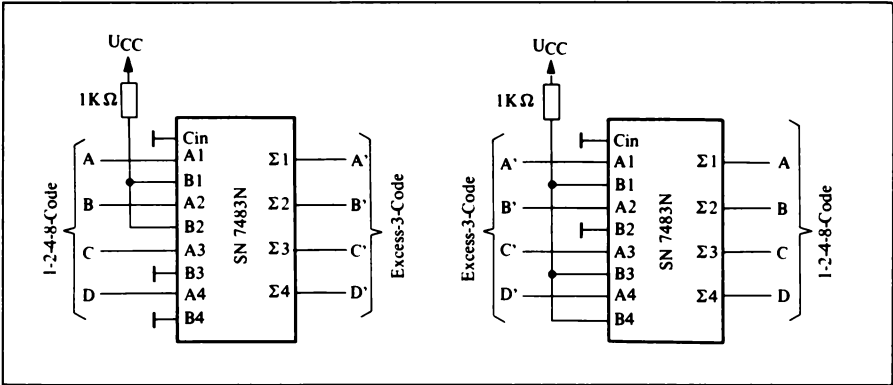 UCC
1KΩ
1-2-4-8-Code
A
B
C
D
Cin
A1
B1
A2
B2
A3
B3
A4
B4
SN 7483N
Σ1
Σ2
Σ3
Σ4
A'
B'
C'
D'
Excess-3-Code
UCC
1KΩ
Excess-3-Code
A'
B'
C'
D'
Cin
A1
B1
A2
B2
A3
B3
A4
B4
SN 7483N
Σ1
Σ2
Σ3
Σ4
A
B
C
D
1-2-4-8-Code